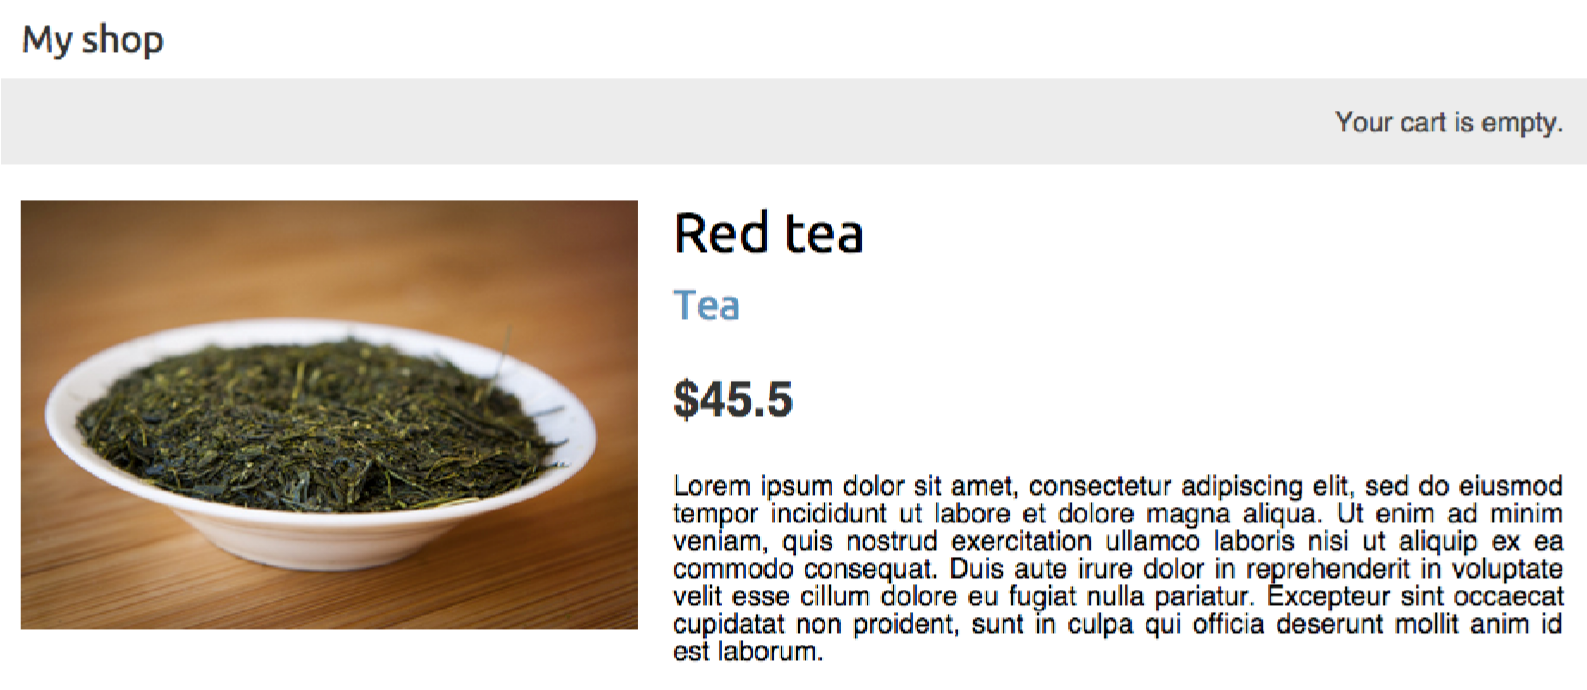 My shop
Your cart is empty.
Red tea
Tea
$45.5
Lorem ipsum dolor sit amet, consectetur adipiscing elit, sed do eiusmod
tempor incididunt ut labore et dolore magna aliqua. Ut enim ad minim
veniam, quis nostrud exercitation ullamco laboris nisi ut aliquip ex ea
commodo consequat. Duis aute irure dolor in reprehenderit in voluptate
velit esse cillum dolore eu fugiat nulla pariatur. Excepteur sint occaecat
cupidatat non proident, sunt in culpa qui officia deserunt mollit anim id
est laborum.